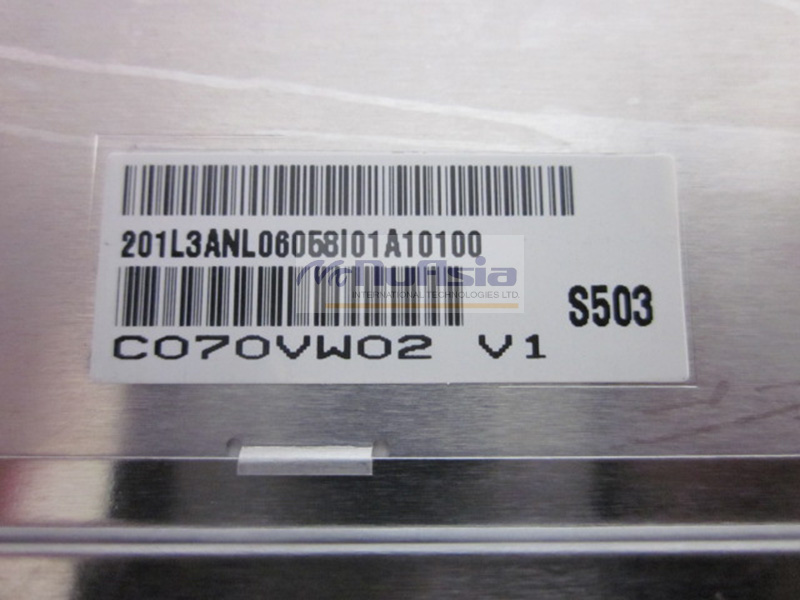 201L3ANL06058I01A10100
NuAsia
INTERNATIONAL TECHNOLOGIES LTD.
S503
C070VW02 V1